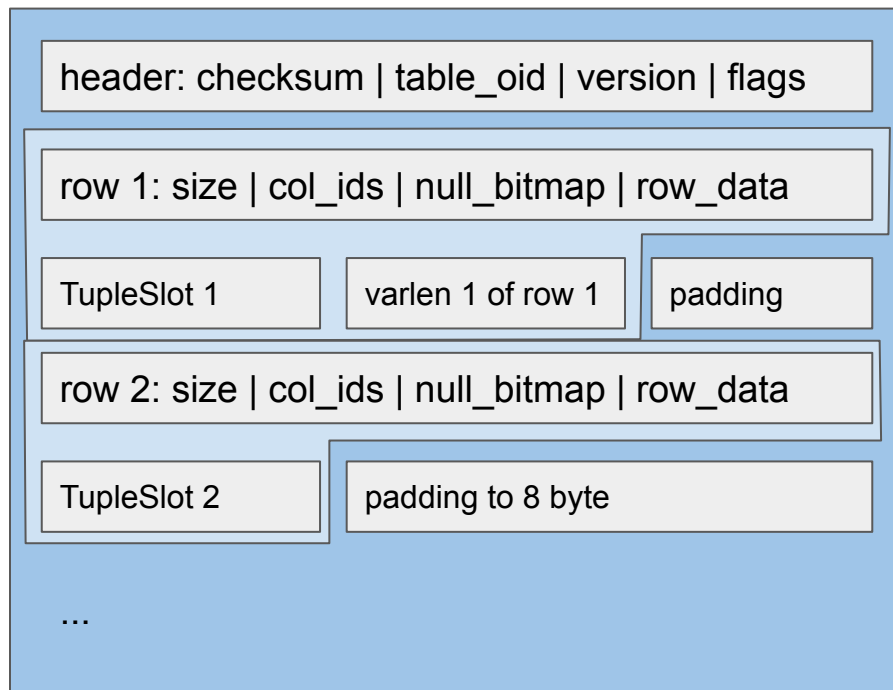 header: checksum | table_oid | version | flags
row 1: size | col_ids | null_bitmap | row_data
TupleSlot 1
varlen 1 of row 1
padding
row 2: size | col_ids | null_bitmap | row_data
TupleSlot 2
padding to 8 byte
...